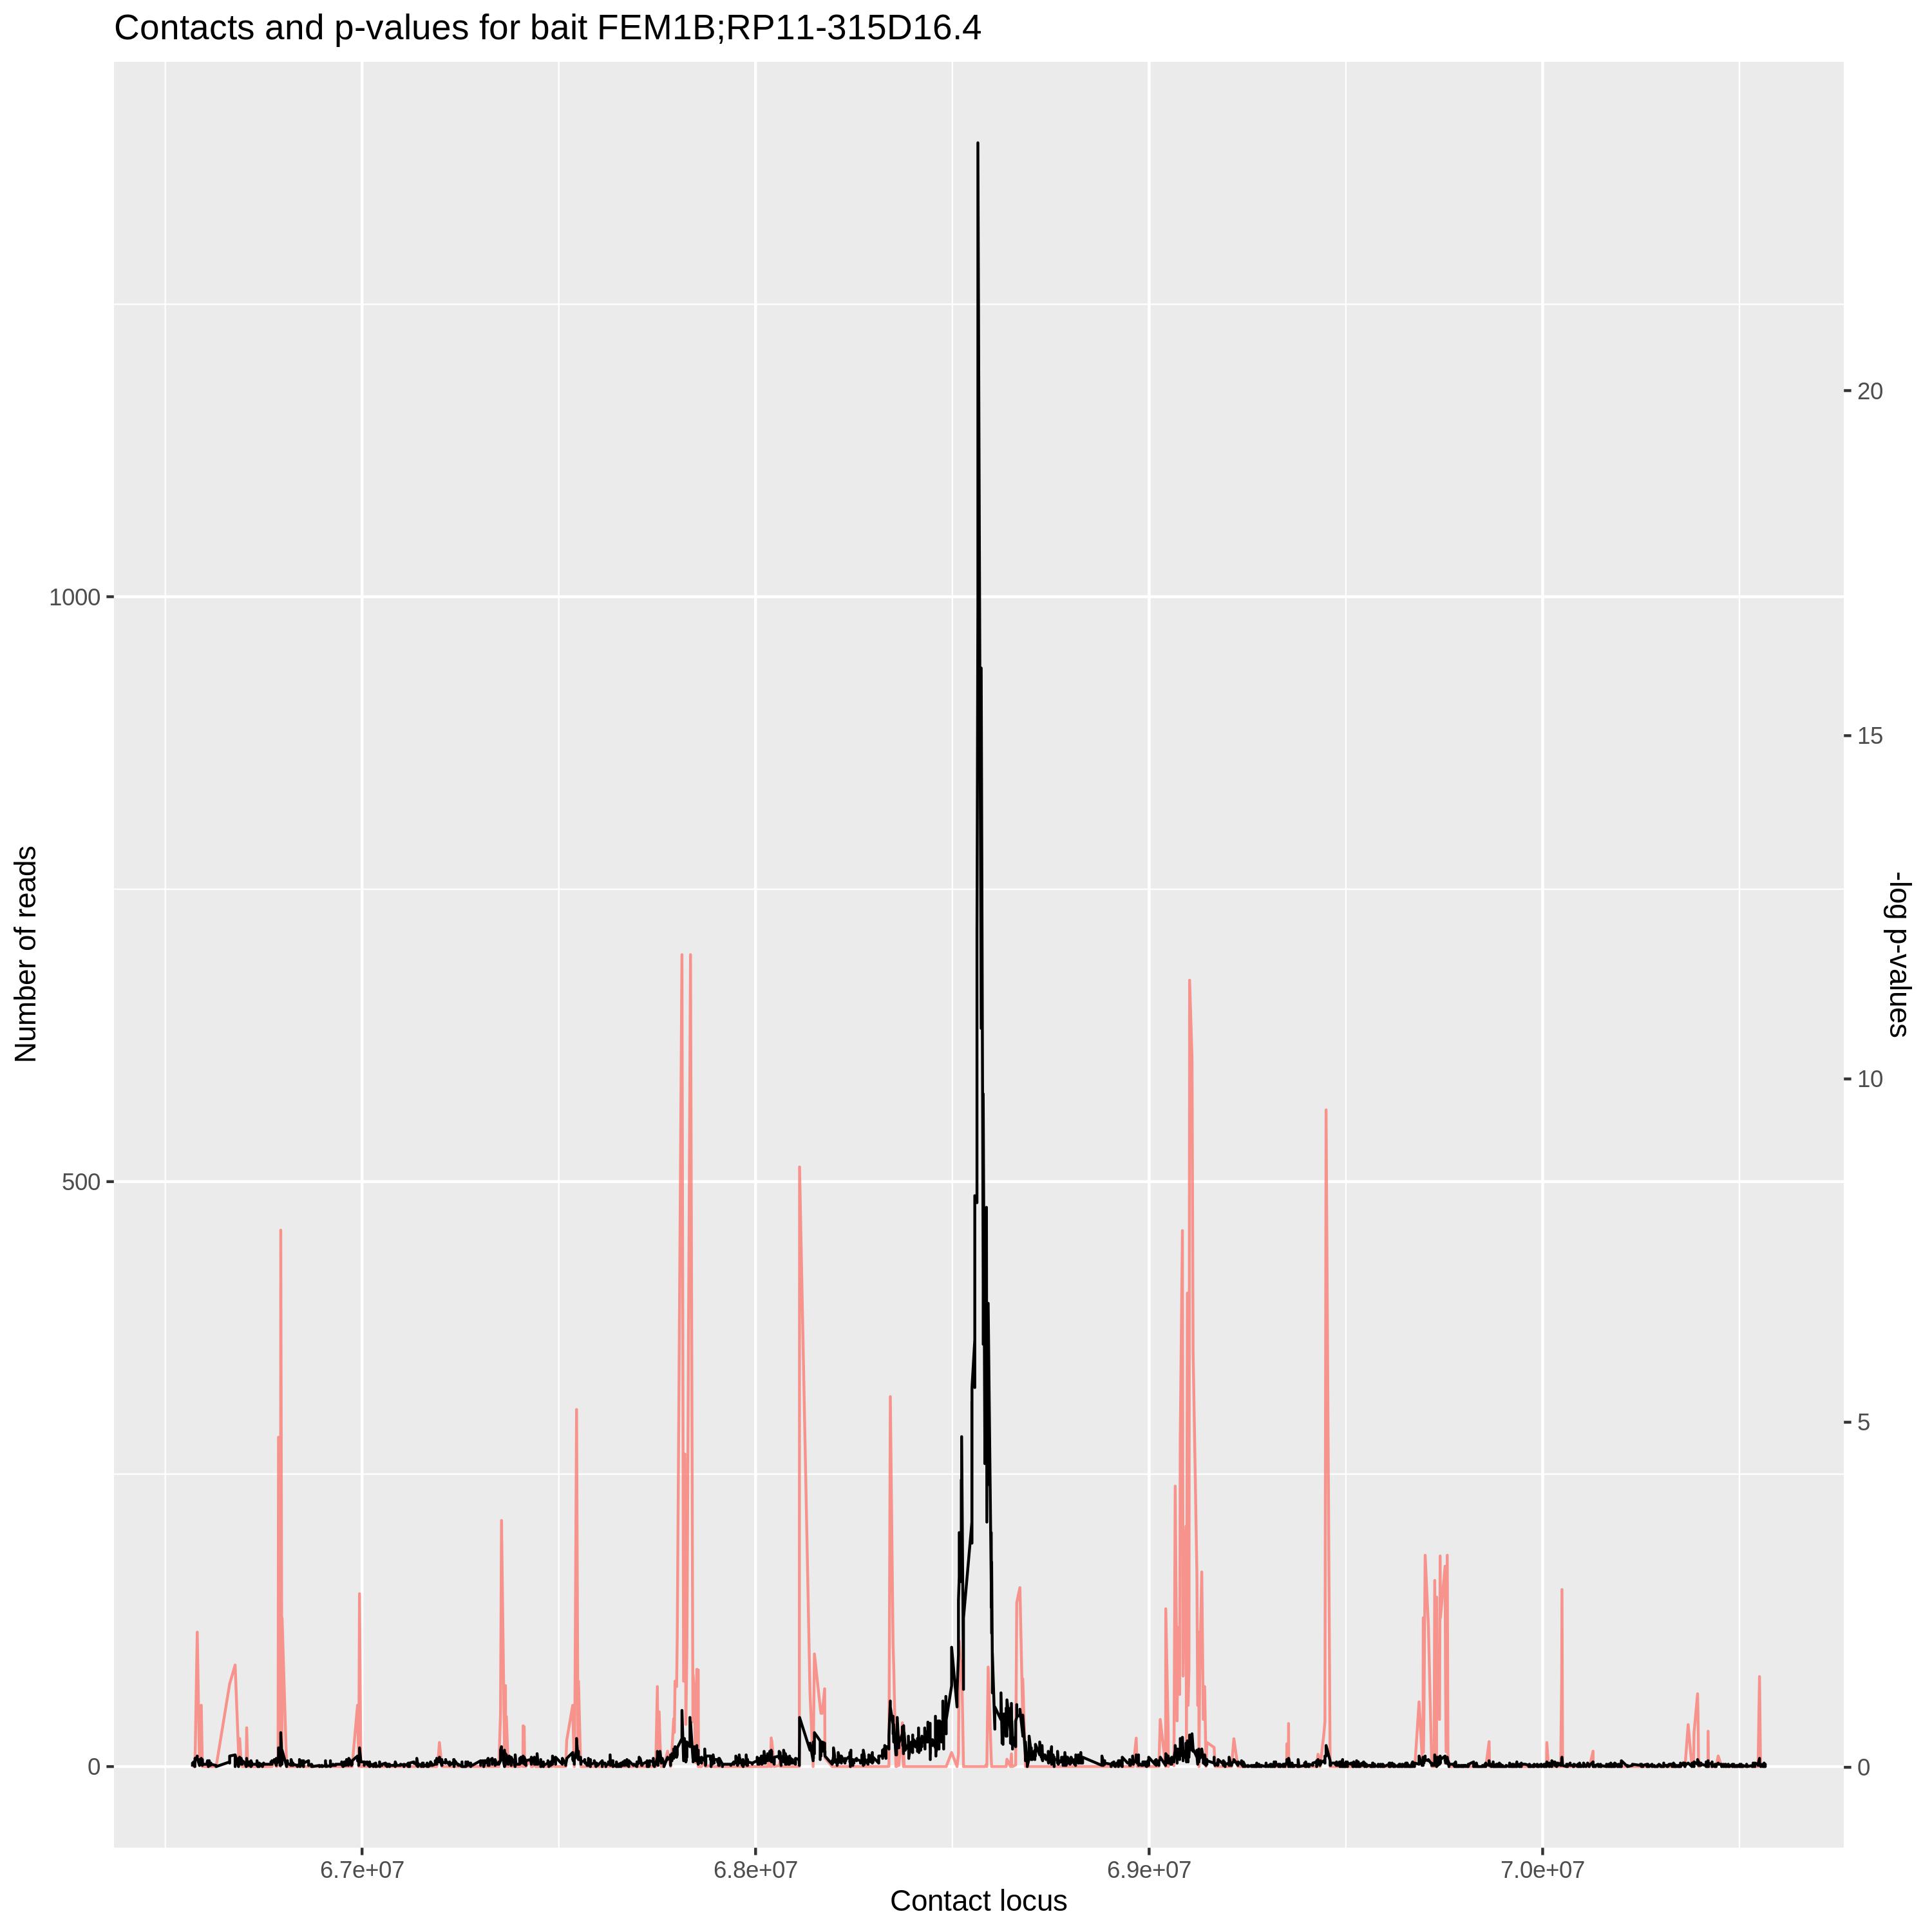 Contacts and p-values for bait FEM1B;RP11-315D16.4
Number of reads
1000
500
0
20
15
10
5
0
-log p-values
6.7e+07 6.8e+07 6.9e+07 7.0e+07
Contact locus